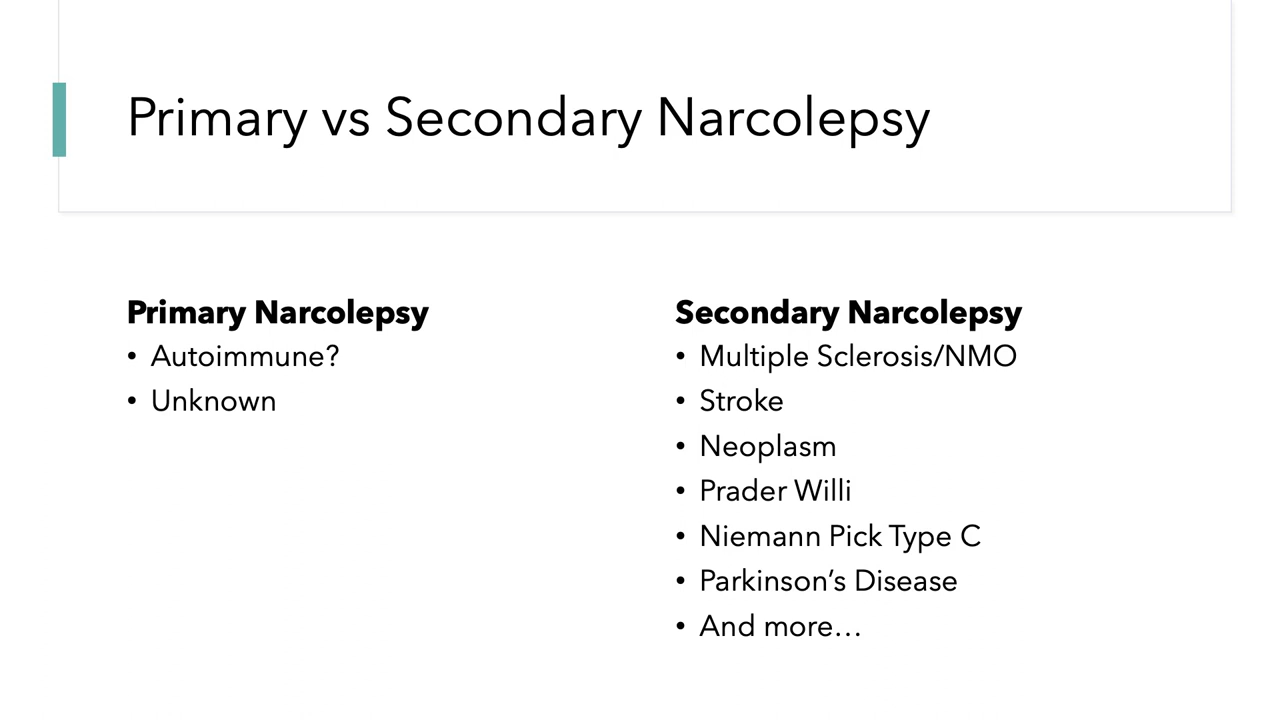 Primary vs Secondary Narcolepsy
Primary Narcolepsy
• Autoimmune?
• Unknown
Secondary Narcolepsy
• Multiple Sclerosis/NMO
• Stroke
• Neoplasm
• Prader Willi
• Niemann Pick Type C
• Parkinson’s Disease
• And more…